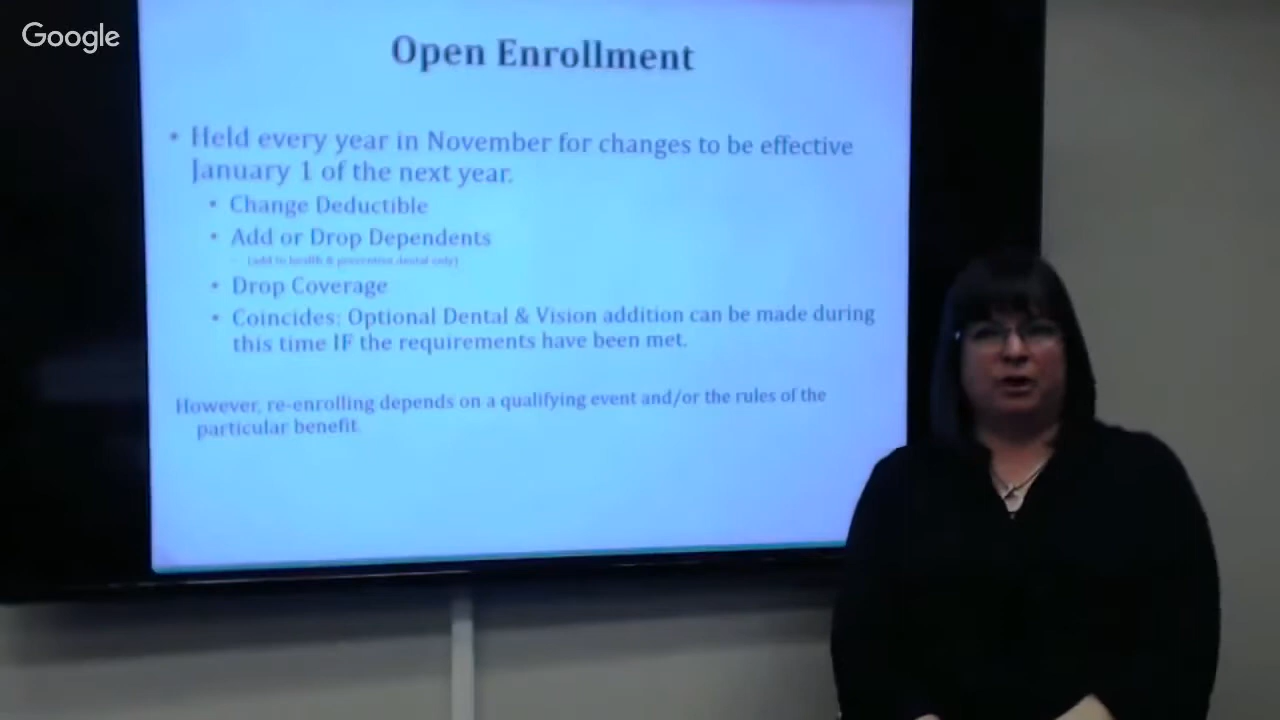 Google
Open Enrollment
• Held every year in November for changes to be effective
January 1 of the next year.
• Change Deductible
• Add or Drop Dependents
(add to health & preventive dental only)
• Drop Coverage
• Coincides: Optional Dental & Vision addition can be made during
this time IF the requirements have been met.
However, re-enrolling depends on a qualifying event and/or the rules of the
particular benefit.